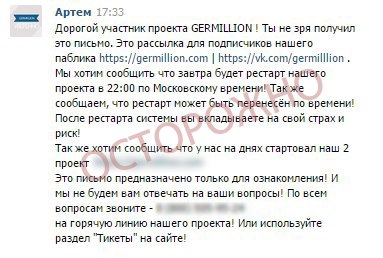 Артем 17:33
Дорогой участник проекта GERMILLION ! Ты не зря получил
это письмо. Это рассылка для подписчиков нашего
паблика https://germillion.com | https://vk.com/germilllion .
Мы хотим сообщить что завтра будет рестарт нашего
проекта в 22:00 по Московскому времени! Так же
сообщаем, что рестарт может быть перенесён по времени!
После рестарта системы вы вкладываете на свой страх и
риск!
Так же хотим сообщить что у нас на днях стартовал наш 2
проект
Это письмо предназначено только для ознакомления! И
мы не будем вам отвечать на ваши вопросы! По всем
вопросам звоните -
на горячую линию нашего проекта! Или используйте
раздел "Тикеты" на сайте!
ОСТОРОЖНО